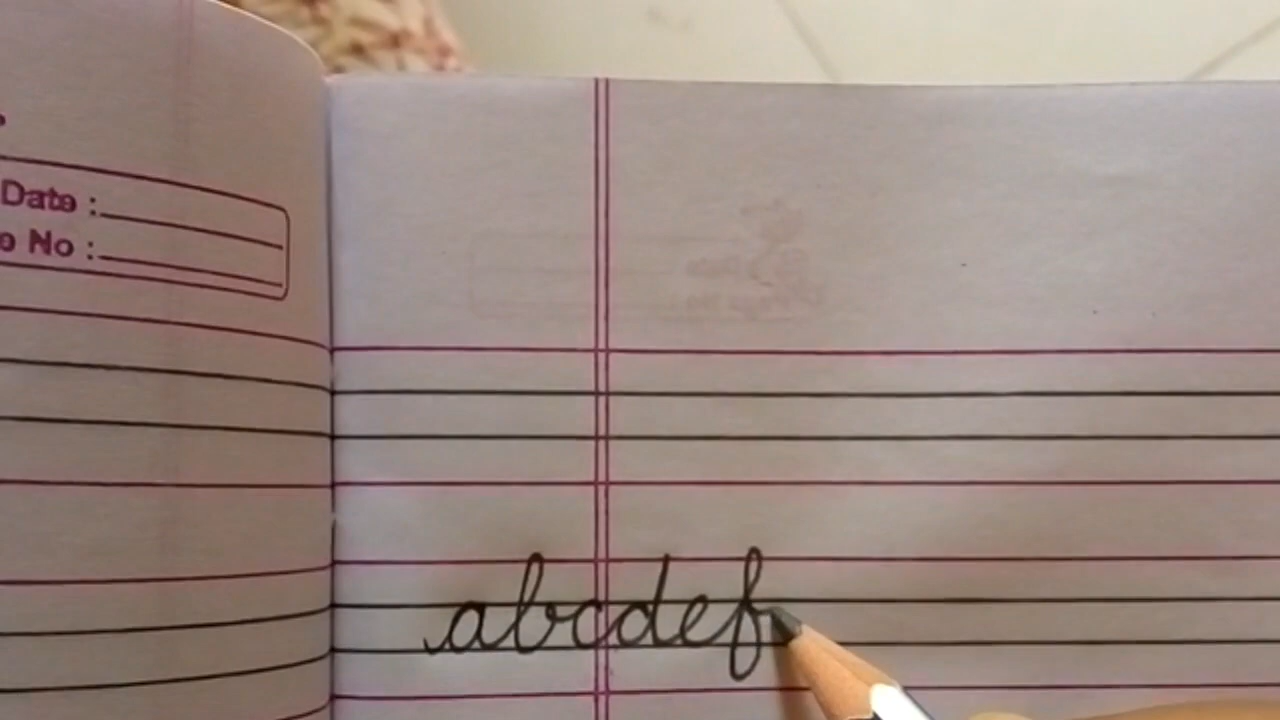 Date :
No :
abcdef